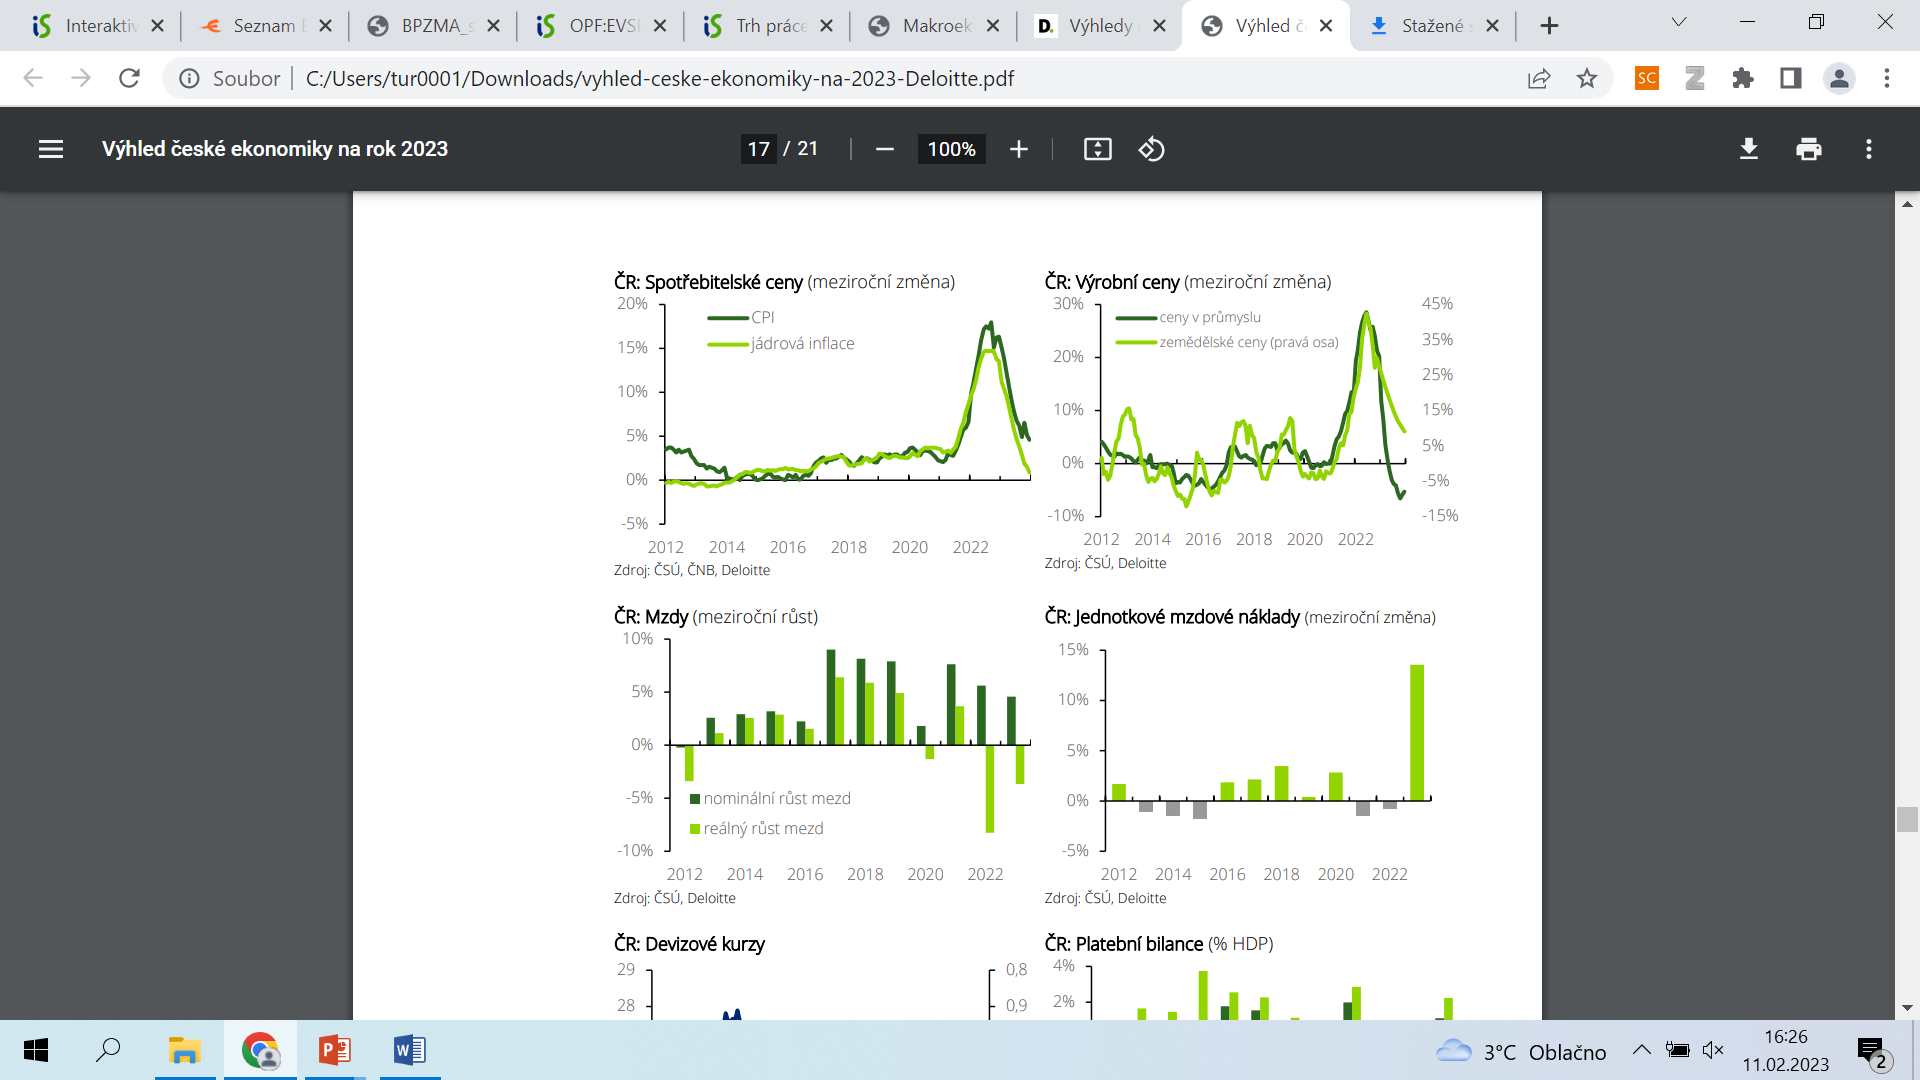 Interaktiv
Seznam
BPZMA_s
OPF:EVS
Trh práce
Makroek
D.
Výhledy
Výhled č
Stažené s
Soubor
C:/Users/tur0001/Downloads/vyhled-ceske-ekonomiky-na-2023-Deloitte.pdf
SC
Výhled české ekonomiky na rok 2023
17 / 21
100%
ČR: Spotřebitelské ceny (meziroční změna)
20%
15%
10%
5%
0%
-5%
CPI
jádrová inflace
2012 2014 2016 2018 2020 2022
Zdroj: ČSÚ, ČNB, Deloitte
ČR: Výrobní ceny (meziroční změna)
30%
20%
10%
0%
-10%
ceny v průmyslu
zemědělské ceny (pravá osa)
45%
35%
25%
15%
5%
-5%
-15%
2012 2014 2016 2018 2020 2022
Zdroj: ČSÚ, Deloitte
ČR: Mzdy (meziroční růst)
10%
5%
0%
-5%
-10%
nominální růst mezd
reálný růst mezd
2012 2014 2016 2018 2020 2022
Zdroj: ČSÚ, Deloitte
ČR: Jednotkové mzdové náklady (meziroční změna)
15%
10%
5%
0%
-5%
2012 2014 2016 2018 2020 2022
Zdroj: ČSÚ, Deloitte
ČR: Devizové kurzy
29
28
0,8
0,9
ČR: Platební bilance (% HDP)
4%
2%
3°C Oblačno
16:26
11.02.2023
2